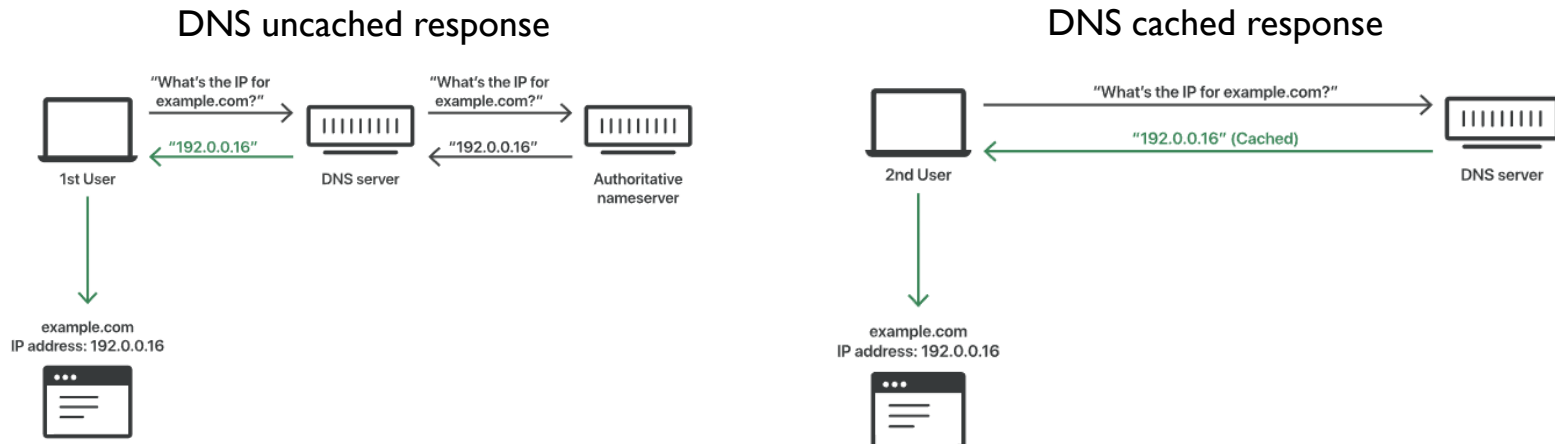 DNS uncached response
"What's the IP for
example.com?"
"What's the IP for
example.com?"
"192.0.0.16"
"192.0.0.16"
1st User
DNS server
Authoritative
nameserver
example.com
IP address: 192.0.0.16
DNS cached response
"What's the IP for example.com?"
"192.0.0.16" (Cached)
2nd User
DNS server
example.com
IP address: 192.0.0.16